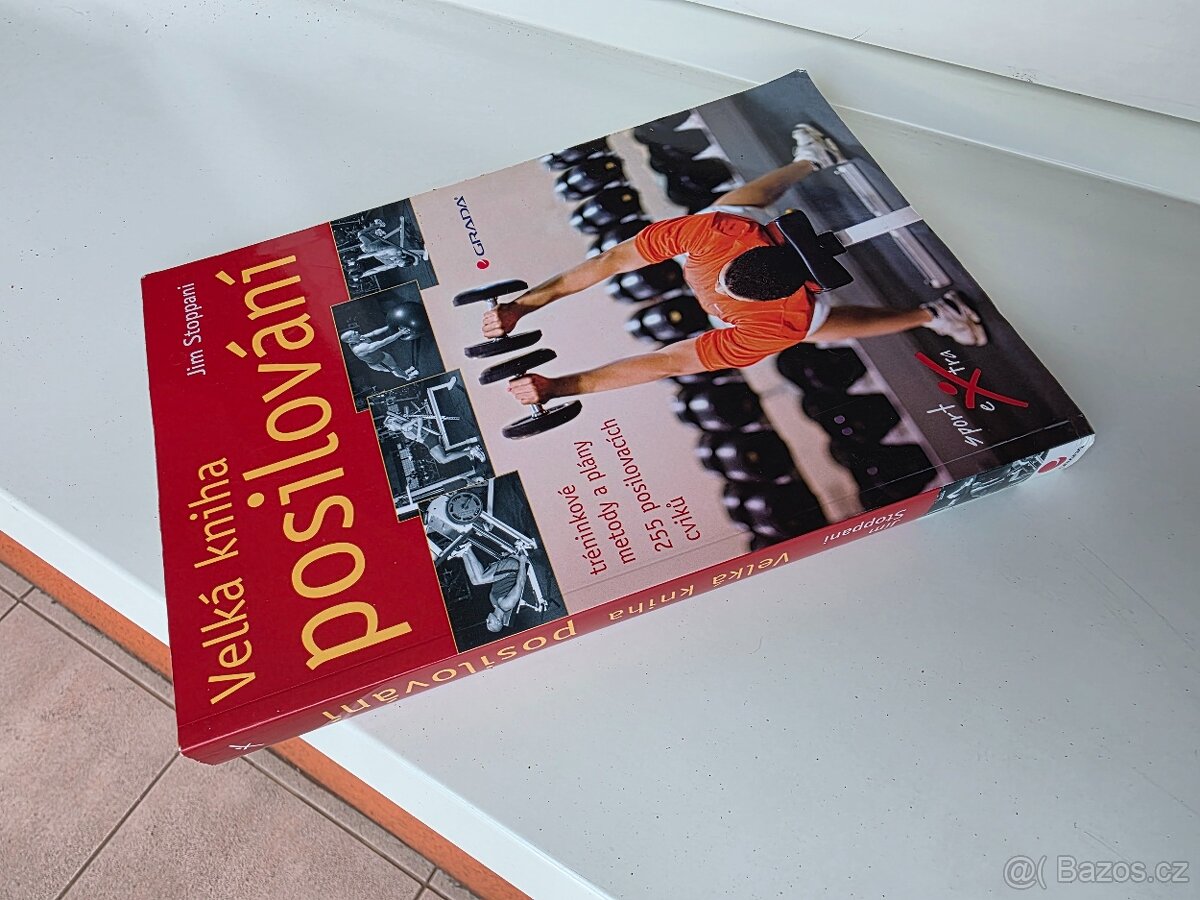 Jim Stoppani
Velká kniha
posilování
GRADA
tréninkové
metody a plány
255 posilovacích
cviků
sport
extra
Jim
Stoppani
Velká kniha posilování
@( Bazos.cz